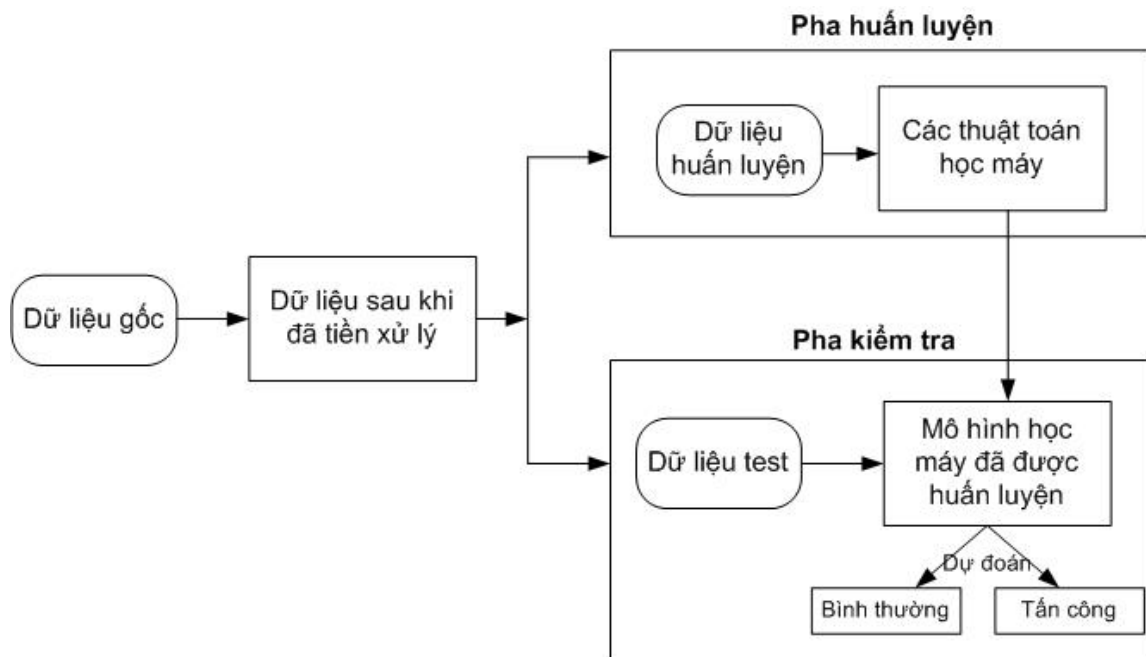 Pha huấn luyện
Dữ liệu
huấn luyện
Các thuật toán
học máy
Dữ liệu gốc
Dữ liệu sau khi
đã tiền xử lý
Pha kiểm tra
Dữ liệu test
Mô hình học
máy đã được
huấn luyện
Dự đoán
Bình thường
Tấn công